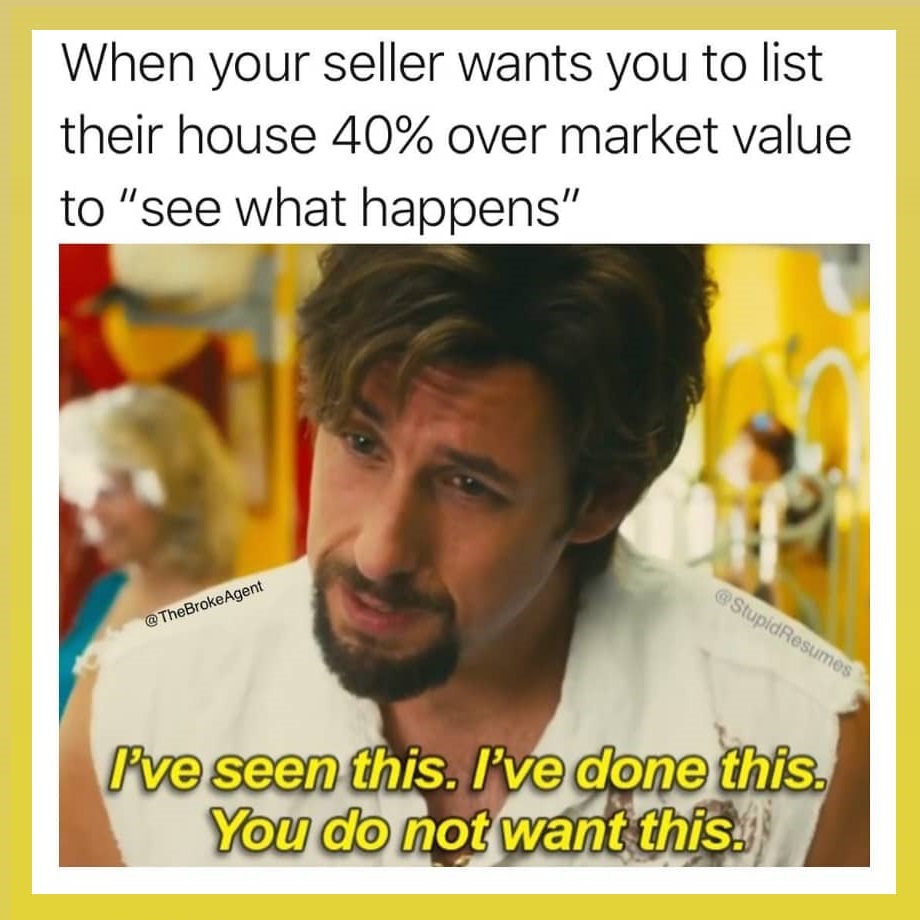 When your seller wants you to list
their house 40% over market value
to “see what happens”
@TheBrokeAgent
@StupidResumes
I’ve seen this. I’ve done this.
You do not want this.